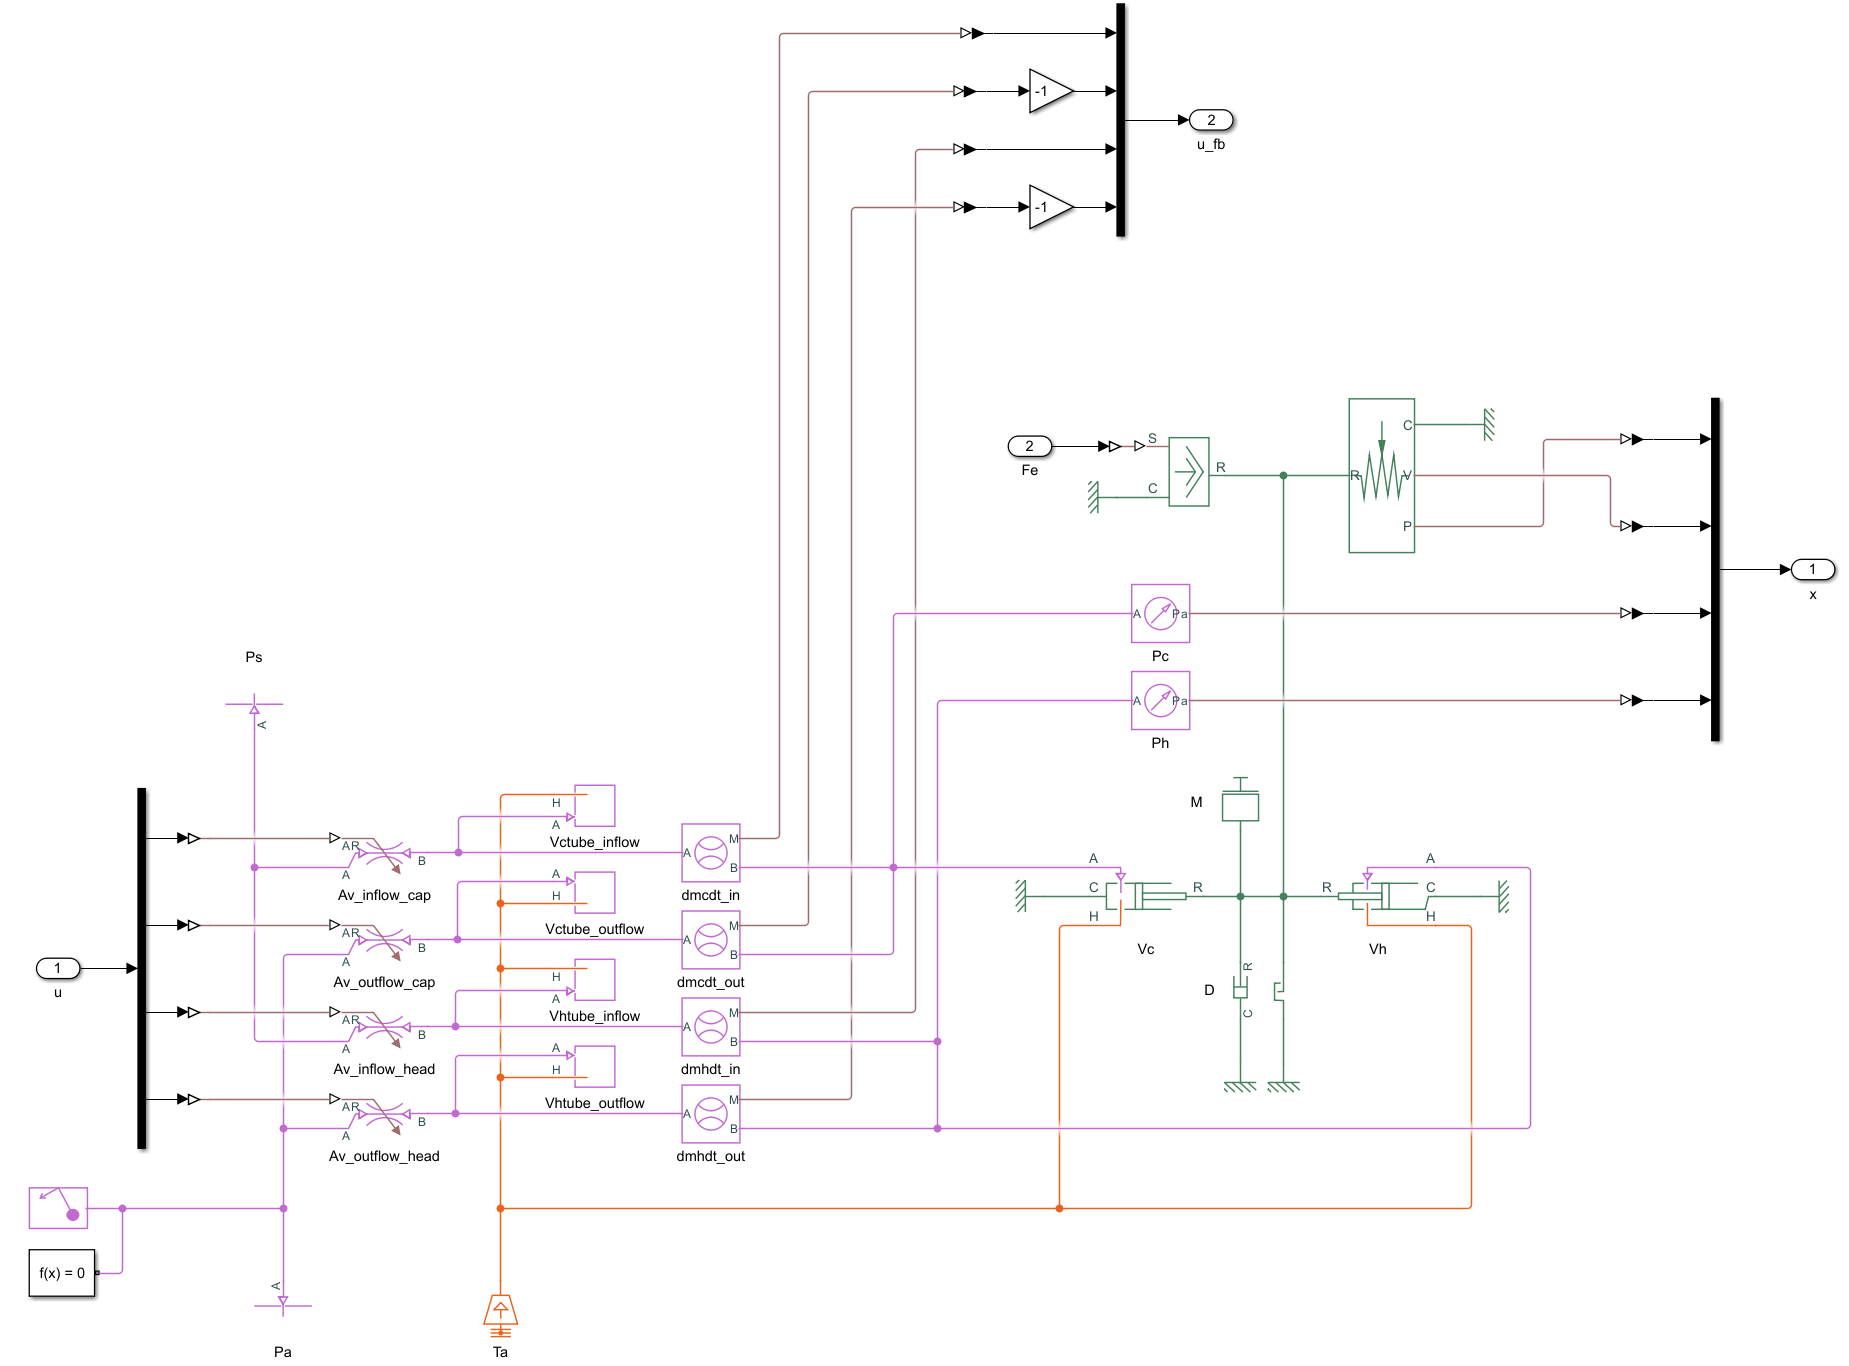 -1
2
u_fb
-1
2
Fe
S
C
R
R
C
V
P
1
x
A
Pa
Pc
A
Pa
Ph
Ps
A
M
H
A
Vctube_inflow
AR
A
B
Av_inflow_cap
A
M
B
dmcdt_in
A
H
Vctube_outflow
AR
A
B
Av_outflow_cap
A
M
B
dmcdt_out
A
C
H
R
Vc
R
A
C
H
Vh
1
u
H
A
Vhtube_inflow
AR
A
B
Av_inflow_head
A
M
B
dmhdt_in
D
R
C
A
H
Vhtube_outflow
AR
A
B
Av_outflow_head
A
M
B
dmhdt_out
f(x) = 0
A
Pa
Ta